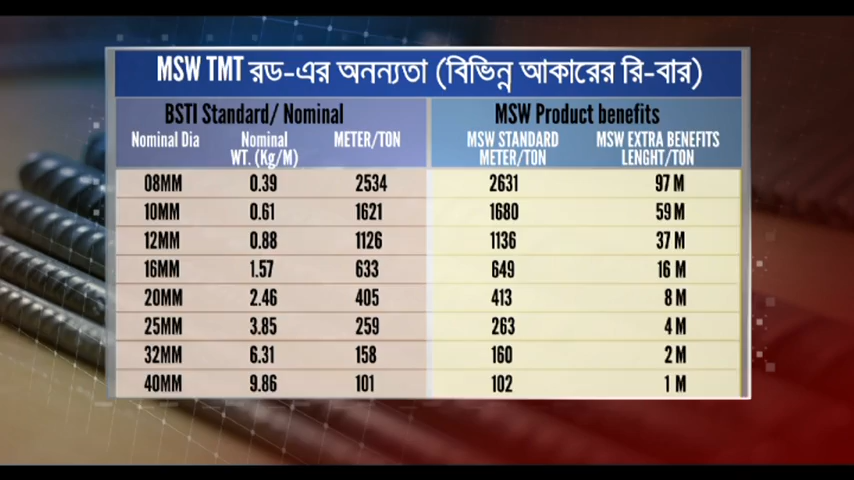 MSW TMT রড-এর অনন্যতা (বিভিন্ন আকারের রি-বার)
BSTI Standard/ Nominal MSW Product benefits
Nominal Dia Nominal WT. (Kg/M) METER/TON MSW STANDARD METER/TON MSW EXTRA BENEFITS LENGHT/TON
08MM 0.39 2534 2631 97 M
10MM 0.61 1621 1680 59 M
12MM 0.88 1126 1136 37 M
16MM 1.57 633 649 16 M
20MM 2.46 405 413 8 M
25MM 3.85 259 263 4 M
32MM 6.31 158 160 2 M
40MM 9.86 101 102 1 M